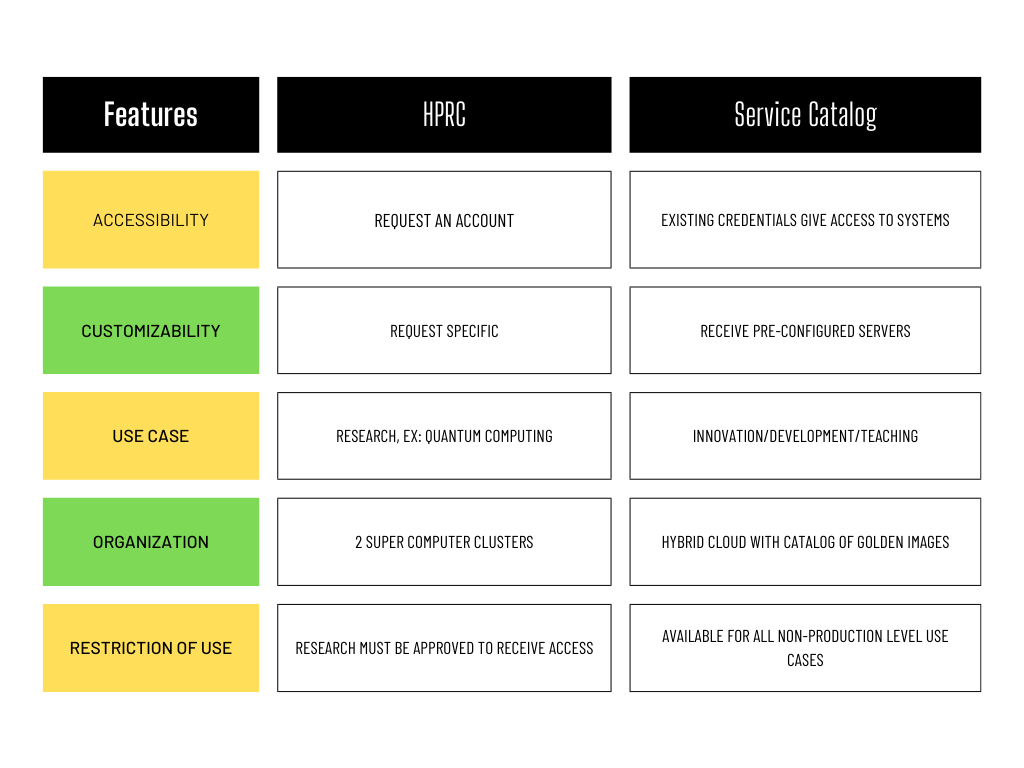 Features
HPRC
Service Catalog
ACCESSIBILITY
REQUEST AN ACCOUNT
EXISTING CREDENTIALS GIVE ACCESS TO SYSTEMS
CUSTOMIZABILITY
REQUEST SPECIFIC
RECEIVE PRE-CONFIGURED SERVERS
USE CASE
RESEARCH, EX: QUANTUM COMPUTING
INNOVATION/DEVELOPMENT/TEACHING
ORGANIZATION
2 SUPER COMPUTER CLUSTERS
HYBRID CLOUD WITH CATALOG OF GOLDEN IMAGES
RESTRICTION OF USE
RESEARCH MUST BE APPROVED TO RECEIVE ACCESS
AVAILABLE FOR ALL NON-PRODUCTION LEVEL USE
CASES